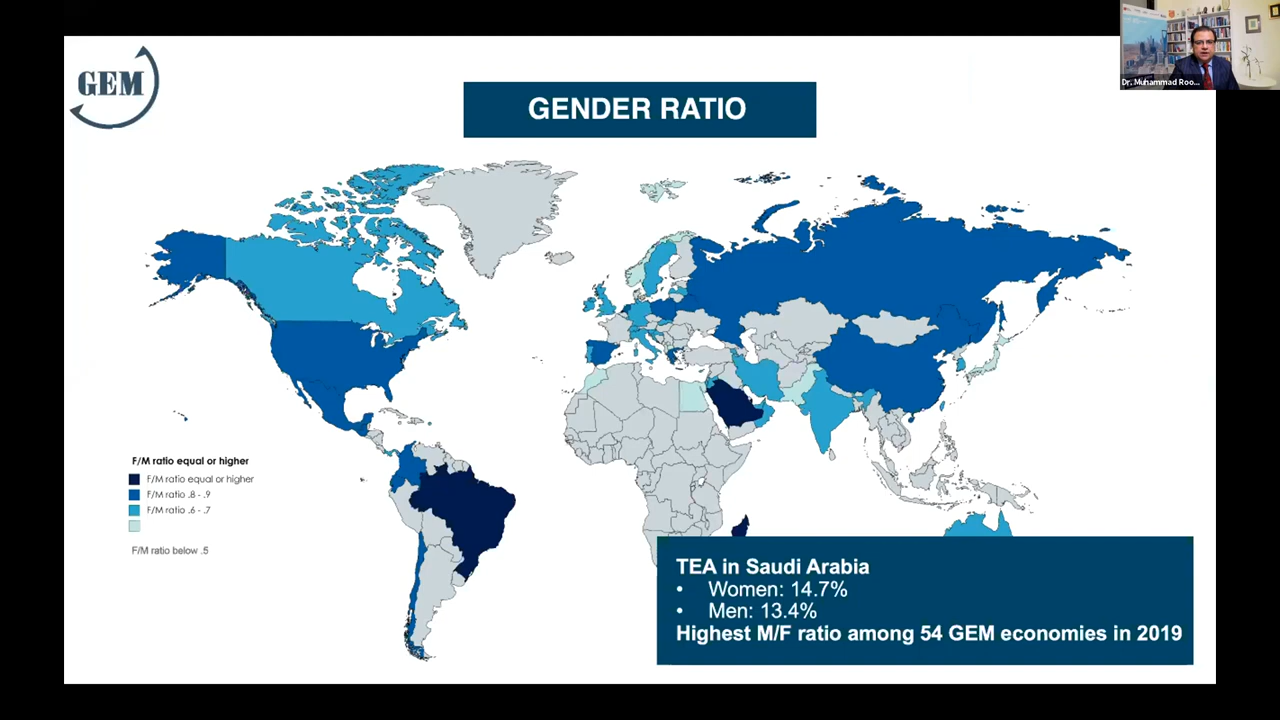 GEM
GENDER RATIO
Dr. Muhammad Roo...
F/M ratio equal or higher
F/M ratio equal or higher
F/M ratio .8 - .9
F/M ratio .6 - .7
F/M ratio below .5
TEA in Saudi Arabia
• Women: 14.7%
• Men: 13.4%
Highest M/F ratio among 54 GEM economies in 2019